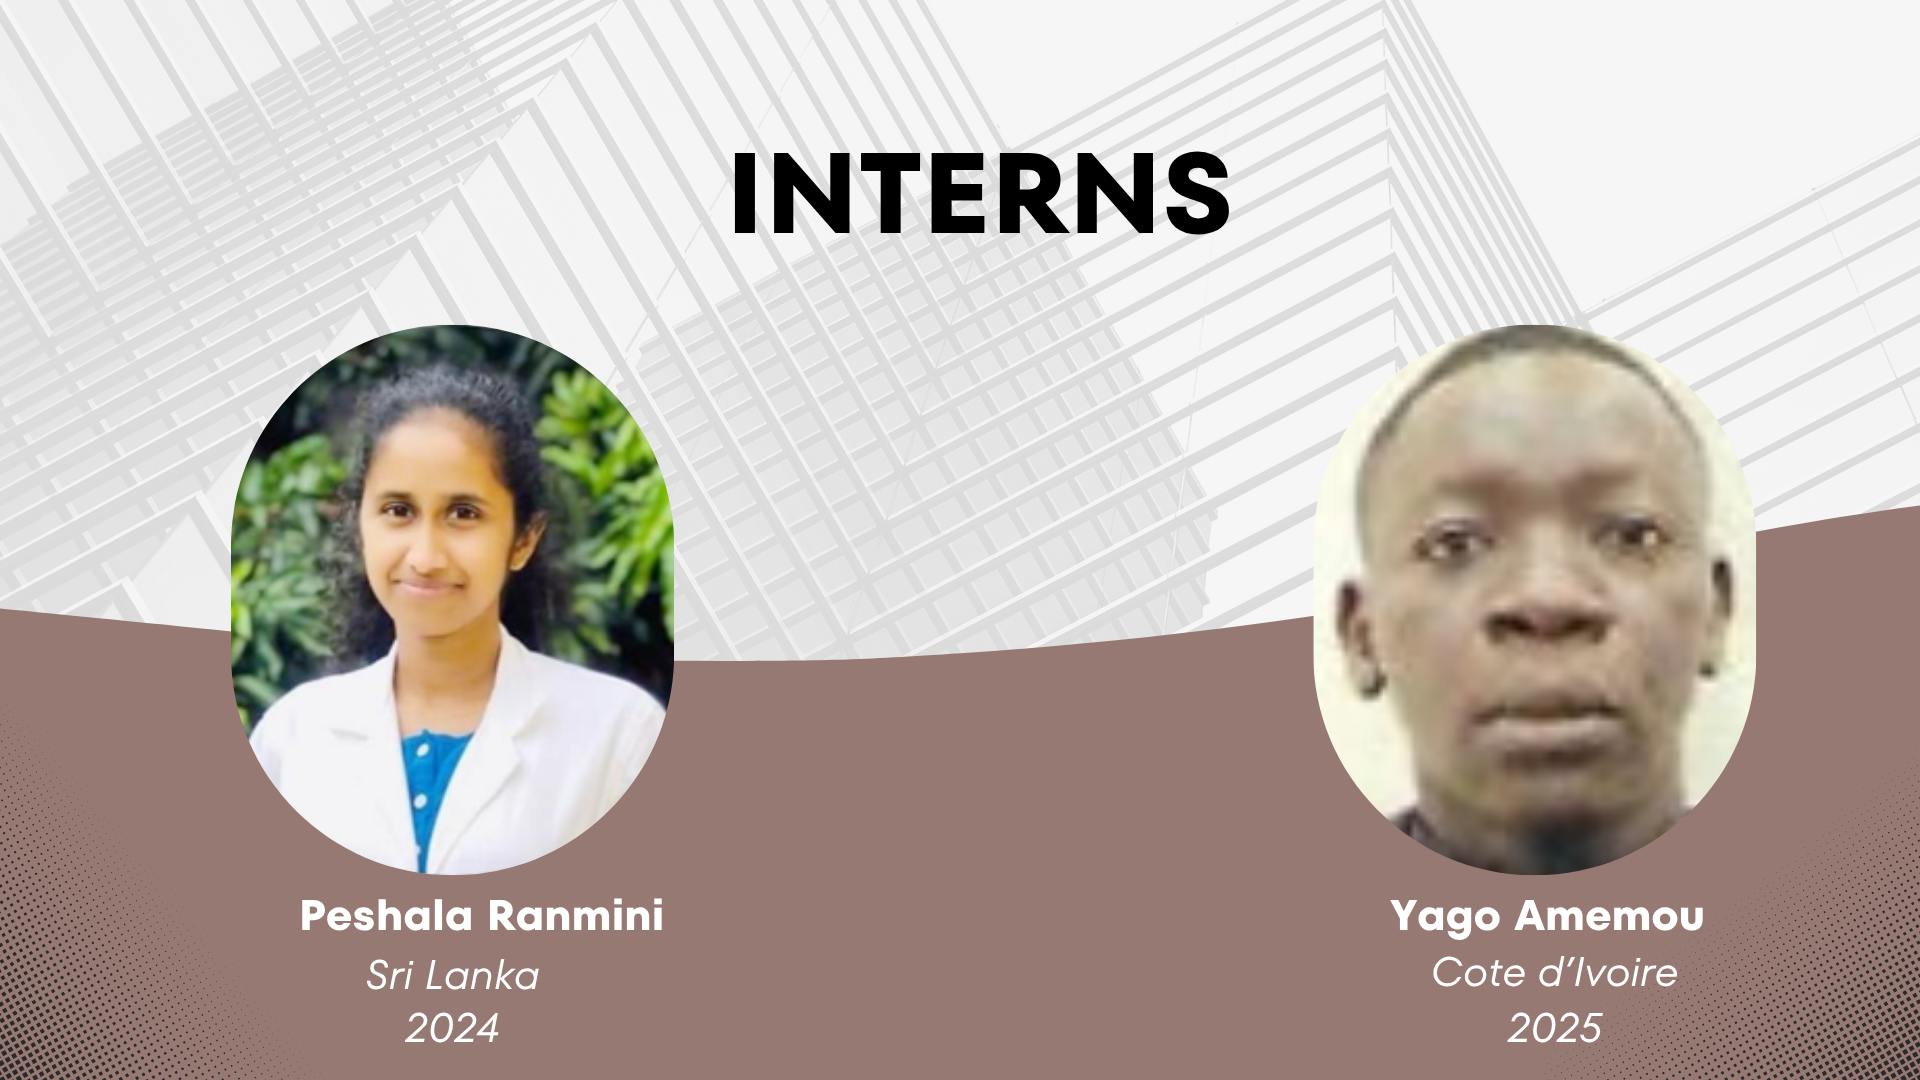 INTERNS
Peshala Ranmini
Sri Lanka
2024
Yago Amemou
Cote d’Ivoire
2025